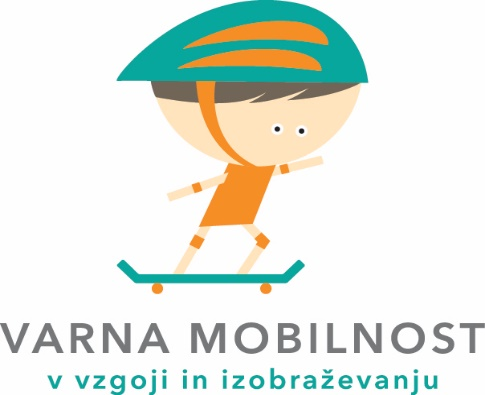 VARNA MOBILNOST
v vzgoji in izobraževanju